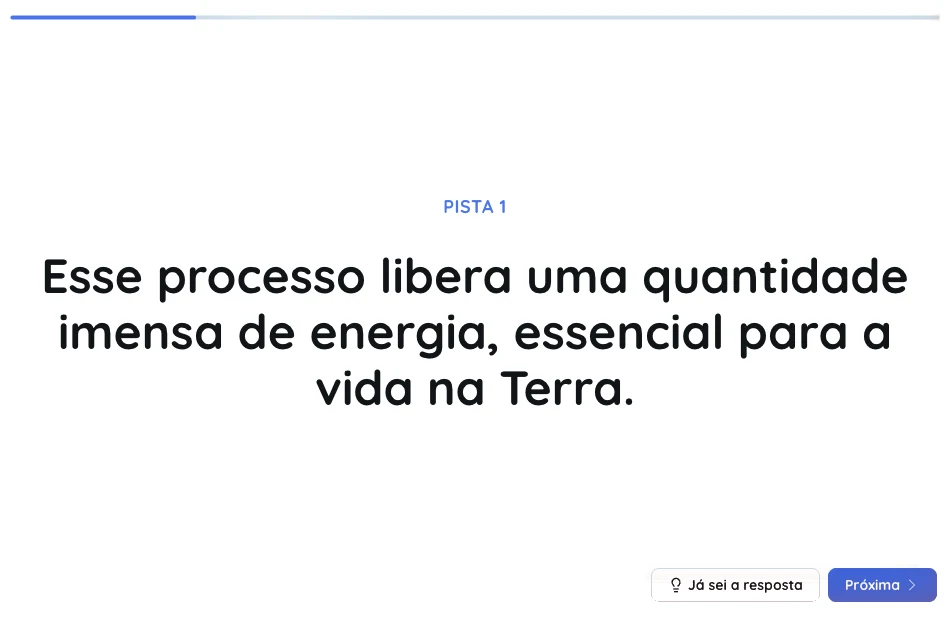 PISTA 1
Esse processo libera uma quantidade
imensa de energia, essencial para a
vida na Terra.
Já sei a resposta
Próxima